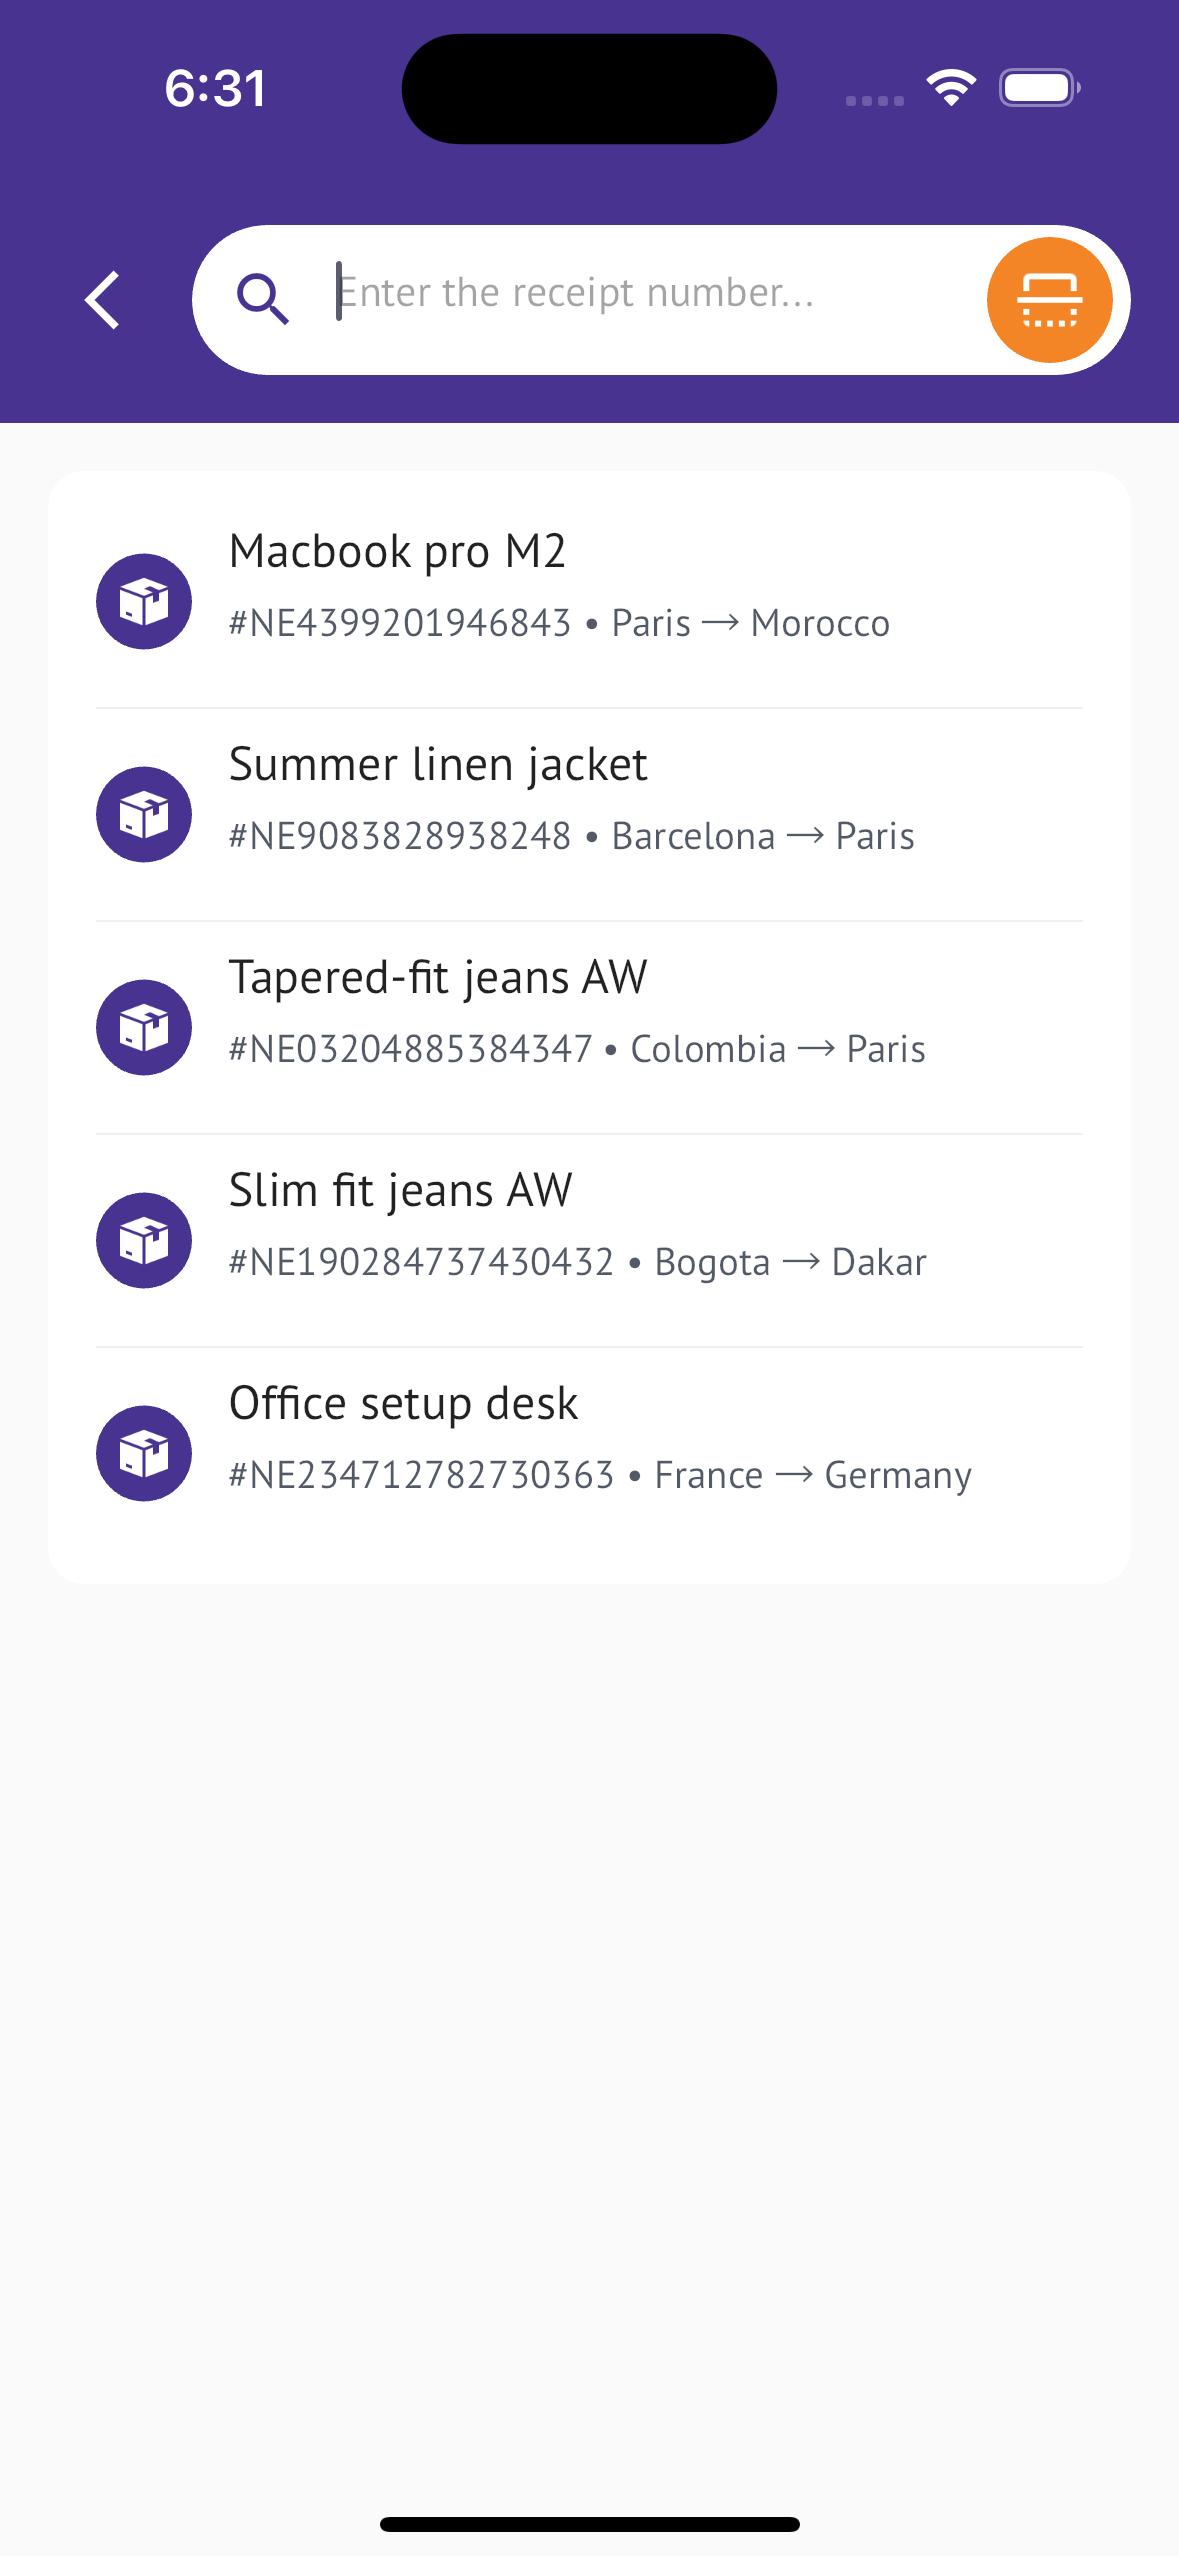 6:31
Enter the receipt number...
Macbook pro M2
#NE4399201946843 • Paris → Morocco
Summer linen jacket
#NE9083828938248 • Barcelona → Paris
Tapered-fit jeans AW
#NE03204885384347 • Colombia → Paris
Slim fit jeans AW
#NE190284737430432 • Bogota → Dakar
Office setup desk
#NE234712782730363 • France → Germany